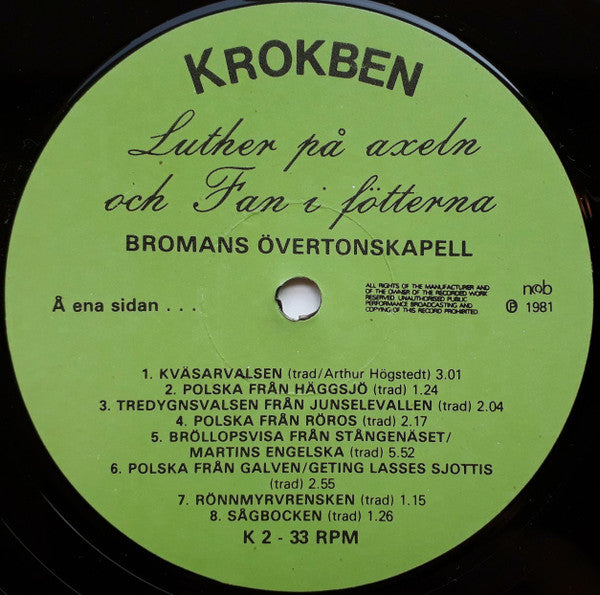 KROKBEN
Luther på axeln
och Fan i fötterna
BROMANS ÖVERTONSKAPELL
Å ena sidan . . .
ALL RIGHTS OF THE MANUFACTURER AND
OF THE OWNER OF THE RECORDED WORK
RESERVED. UNAUTHORISED PUBLIC
PERFORMANCE BROADCASTING AND
COPYING OF THIS RECORD PROHIBITED
ncb
Ⓟ 1981
1. KVÄSARVALSEN (trad/Arthur Högstedt) 3.01
2. POLSKA FRÅN HÄGGSJÖ (trad) 1.24
3. TREDYGNSVALSEN FRÅN JUNSELEVALLEN (trad) 2.04
4. POLSKA FRÅN RÖROS (trad) 2.17
5. BRÖLLOPSVISA FRÅN STÅNGENÄSET/
MARTINS ENGELSKA (trad) 5.52
6. POLSKA FRÅN GALVEN/GETING LASSES SJOTTIS
(trad) 2.55
7. RÖNNMYRVRENSKEN (trad) 1.15
8. SÅGBOCKEN (trad) 1.26
K 2 - 33 RPM